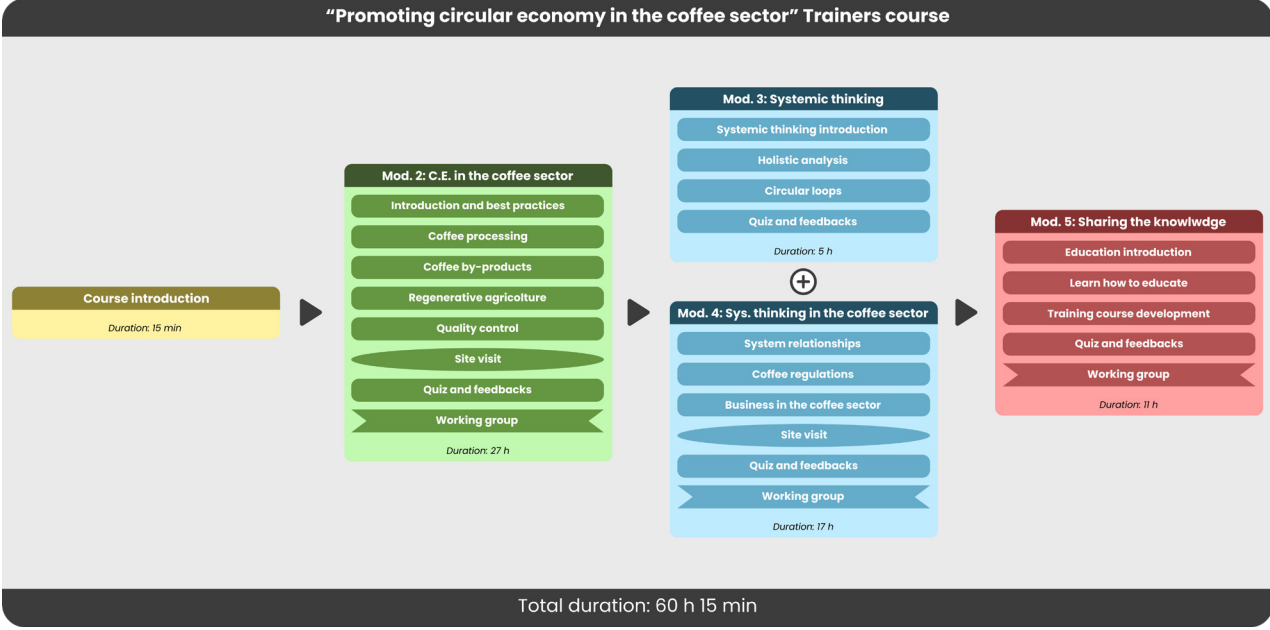 “Promoting circular economy in the coffee sector” Trainers course
Course introduction
Duration: 15 min
Mod. 2: C.E. in the coffee sector
Introduction and best practices
Coffee processing
Coffee by-products
Regenerative agricolture
Quality control
Site visit
Quiz and feedbacks
Working group
Duration: 27 h
Mod. 3: Systemic thinking
Systemic thinking introduction
Holistic analysis
Circular loops
Quiz and feedbacks
Duration: 5 h
Mod. 4: Sys. thinking in the coffee sector
System relationships
Coffee regulations
Business in the coffee sector
Site visit
Quiz and feedbacks
Working group
Duration: 17 h
Mod. 5: Sharing the knowlwdge
Education introduction
Learn how to educate
Training course development
Quiz and feedbacks
Working group
Duration: 11 h
Total duration: 60 h 15 min